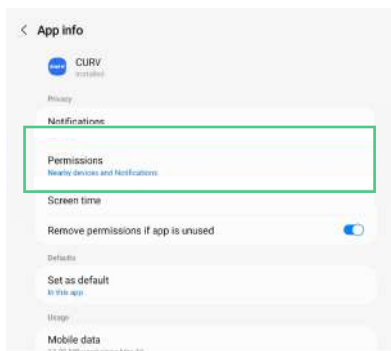 App info
CURV
Installed
Privacy
Notifications
Permissions
Nearby devices and Notifications
Screen time
Remove permissions if app is unused
Defaults
Set as default
In this app
Usage
Mobile data